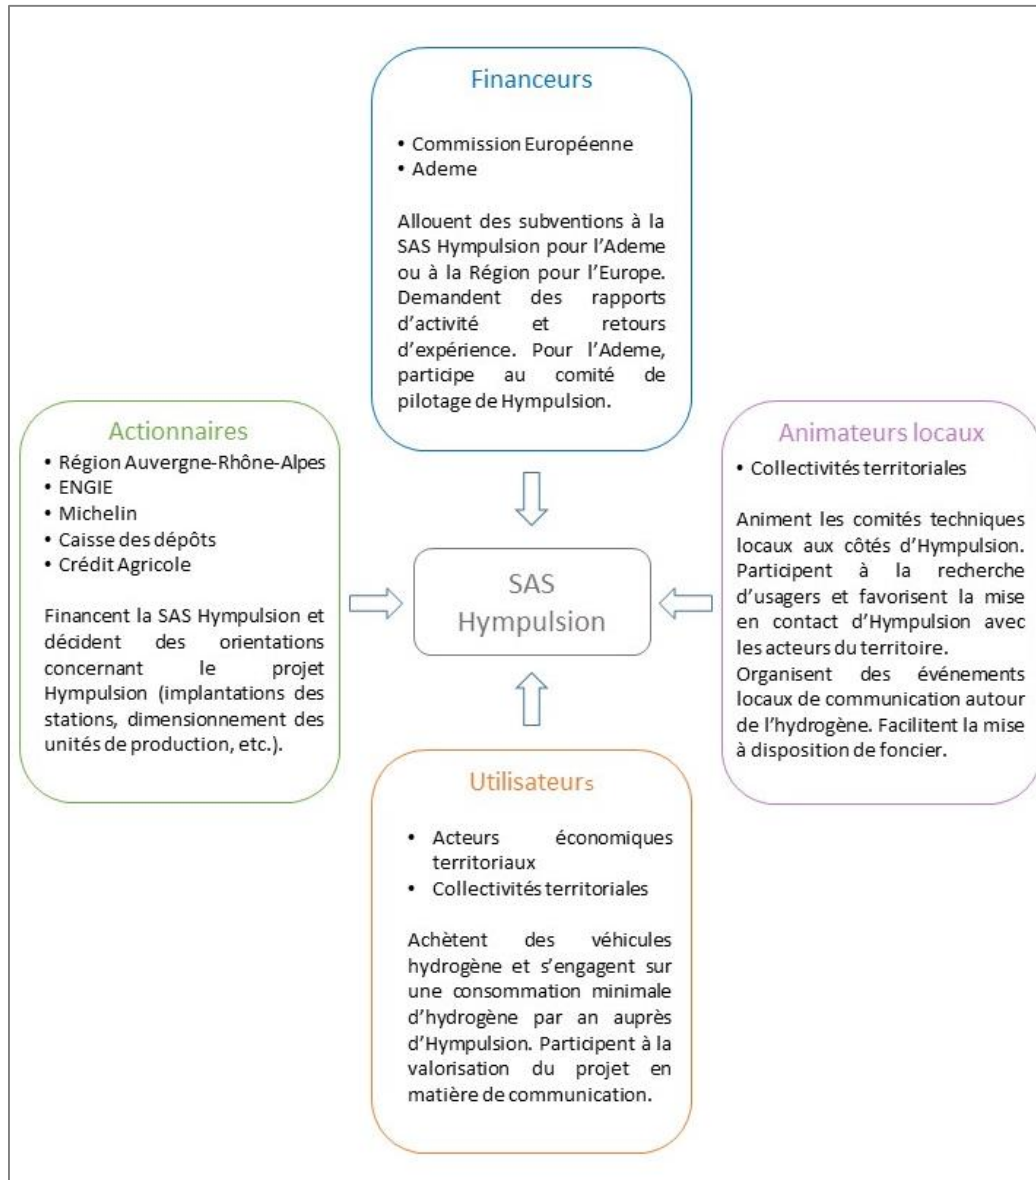 Financeurs
• Commission Européenne
• Ademe
Allouent des subventions à la
SAS Hympulsion pour l'Ademe
ou à la Région pour l'Europe.
Demandent des rapports
d'activité et retours
d'expérience. Pour l'Ademe,
participe au comité de
pilotage de Hympulsion.
Actionnaires
• Région Auvergne-Rhône-Alpes
• ENGIE
• Michelin
• Caisse des dépôts
• Crédit Agricole
Financent la SAS Hympulsion et
décident des orientations
concernant le projet
Hympulsion (implantations des
stations, dimensionnement des
unités de production, etc.).
SAS
Hympulsion
Animateurs locaux
• Collectivités territoriales
Animent les comités techniques
locaux aux côtés d'Hympulsion.
Participent à la recherche
d'usagers et favorisent la mise
en contact d'Hympulsion avec
les acteurs du territoire.
Organisent des événements
locaux de communication autour
de l'hydrogène. Facilitent la mise
à disposition de foncier.
Utilisateurs
• Acteurs économiques
territoriaux
• Collectivités territoriales
Achètent des véhicules
hydrogène et s'engagent sur
une consommation minimale
d'hydrogène par an auprès
d'Hympulsion. Participent à la
valorisation du projet en
matière de communication.